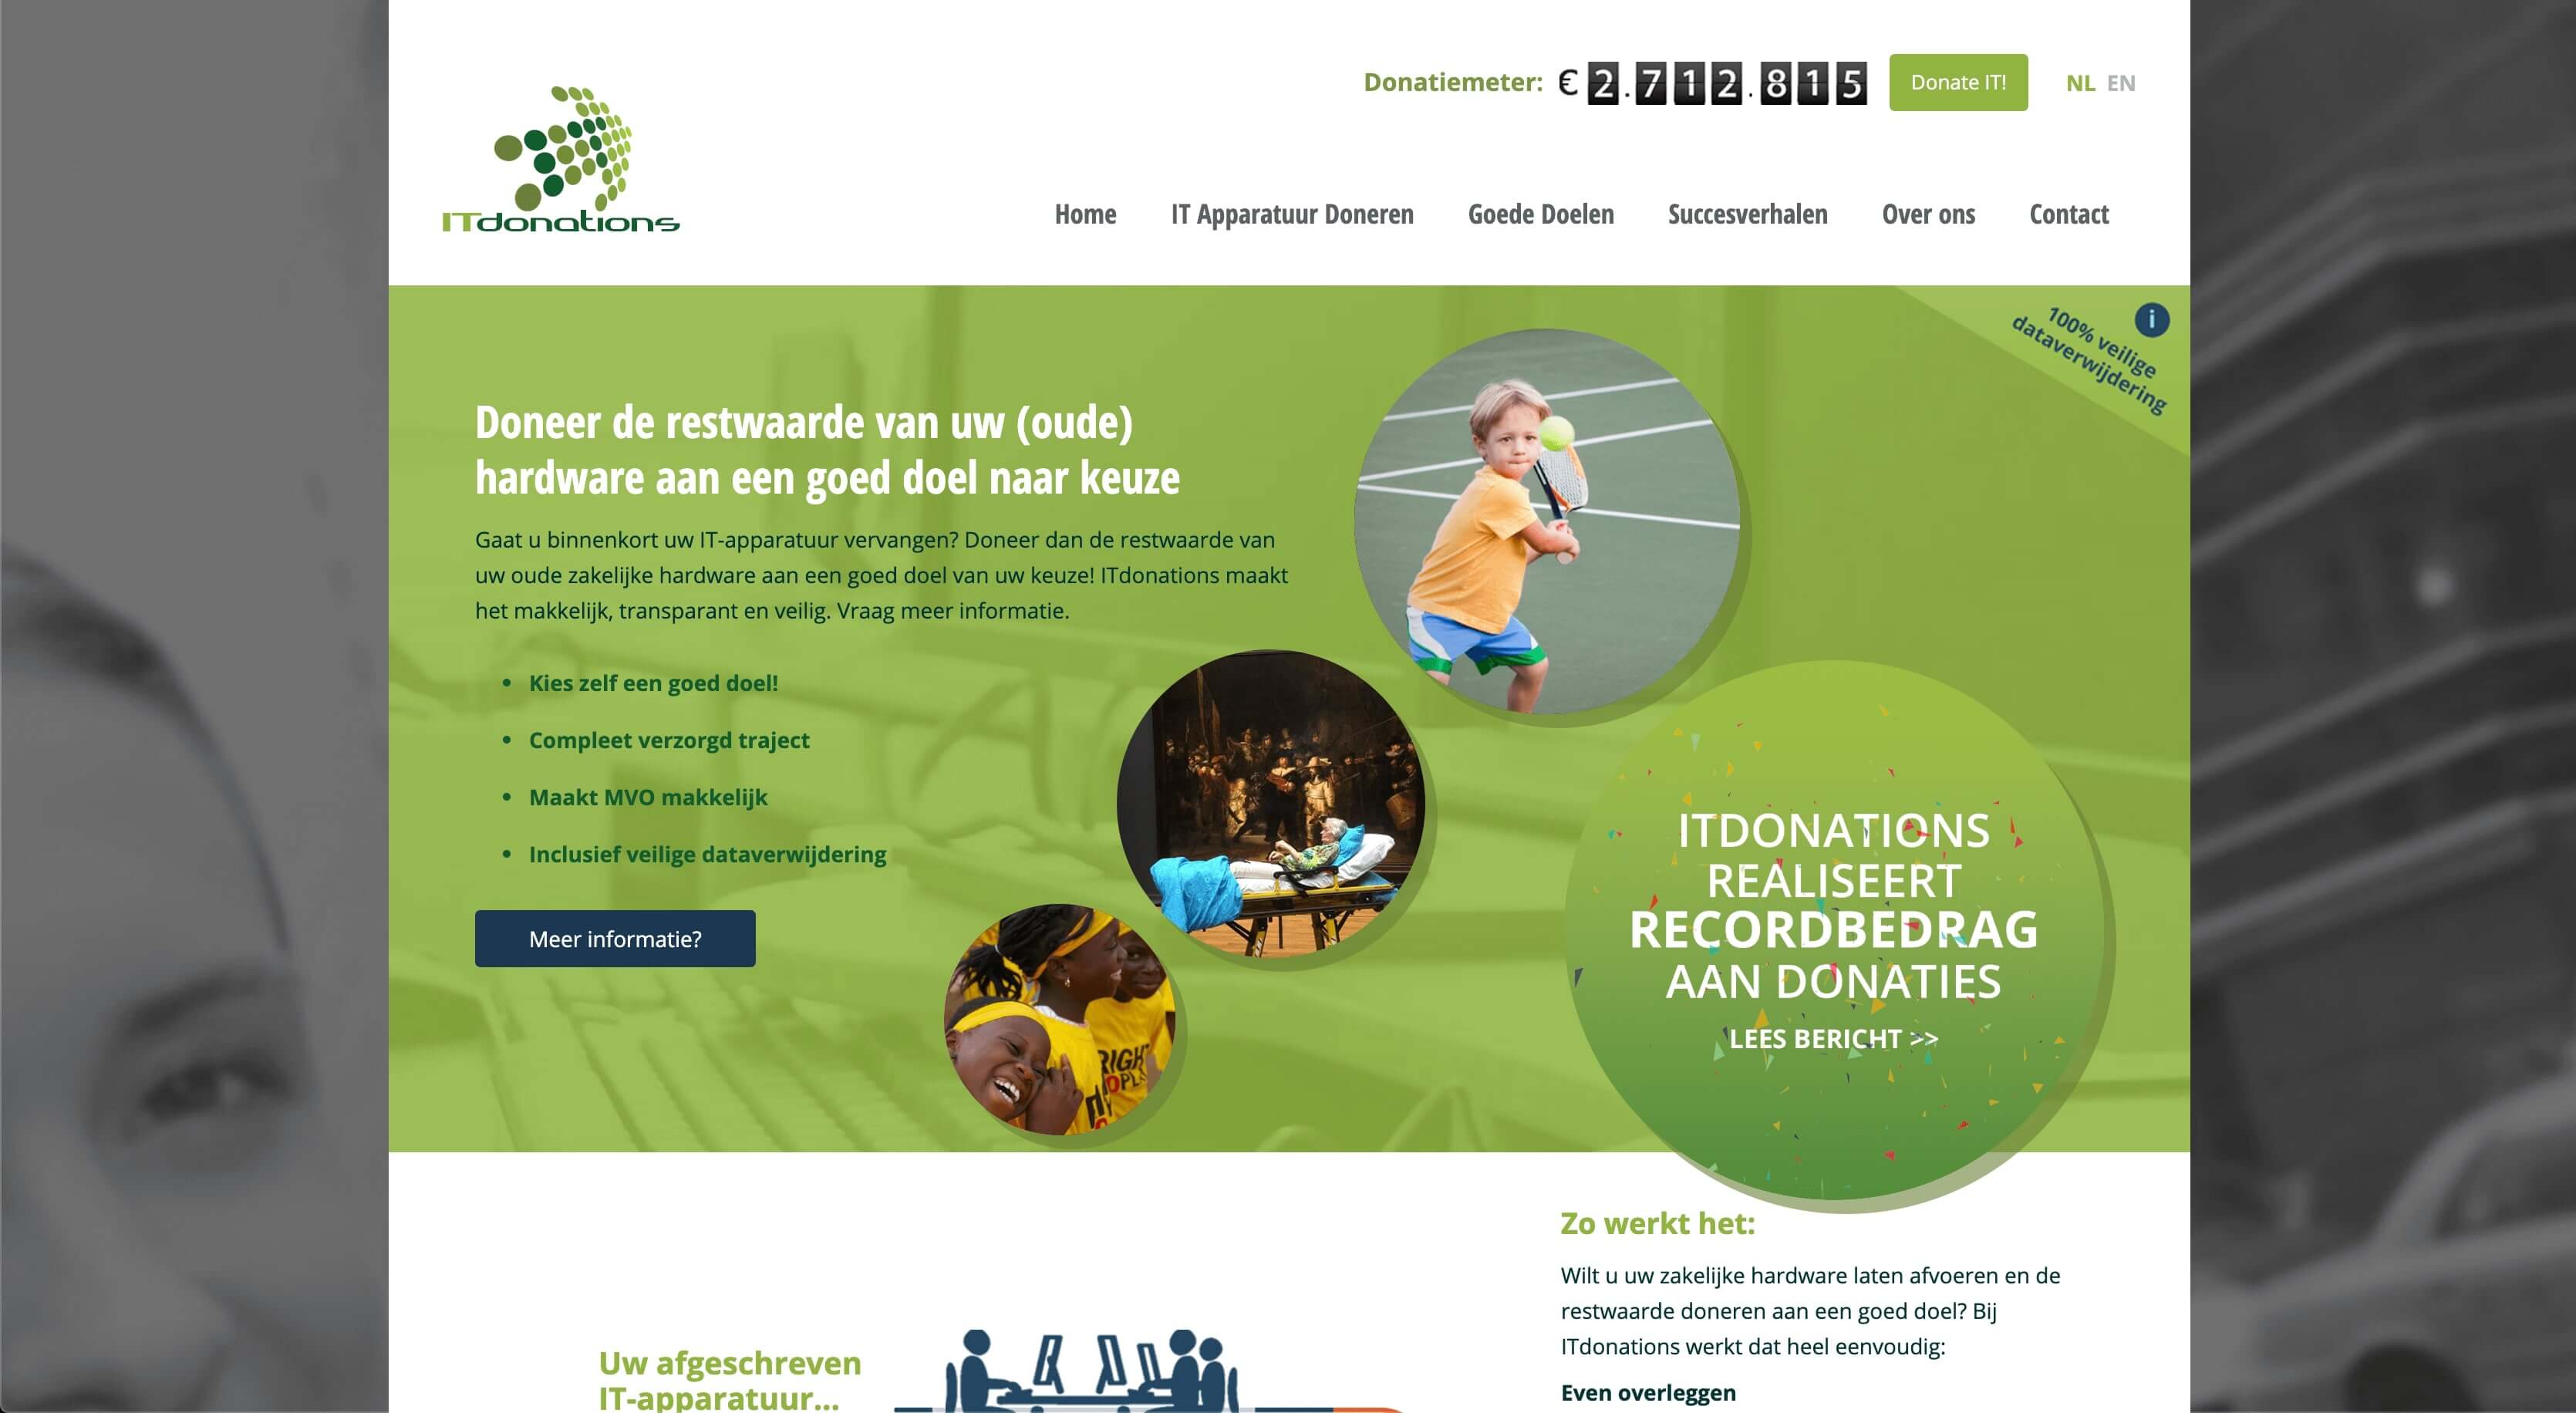 Donatiemeter: € 2.712.815 Donate IT! NL EN
ITdonations
Home IT Apparatuur Doneren Goede Doelen Succesverhalen Over ons Contact
100% veilige
dataverwijdering
i
Doneer de restwaarde van uw (oude)
hardware aan een goed doel naar keuze
Gaat u binnenkort uw IT-apparatuur vervangen? Doneer dan de restwaarde van
uw oude zakelijke hardware aan een goed doel van uw keuze! ITdonations maakt
het makkelijk, transparant en veilig. Vraag meer informatie.
• Kies zelf een goed doel!
• Compleet verzorgd traject
• Maakt MVO makkelijk
• Inclusief veilige dataverwijdering
Meer informatie?
ITDONATIONS
REALISEERT
RECORDBEDRAG
AAN DONATIES
LEES BERICHT >>
Zo werkt het:
Wilt u uw zakelijke hardware laten afvoeren en de
restwaarde doneren aan een goed doel? Bij
ITdonations werkt dat heel eenvoudig:
Even overleggen
Uw afgeschreven
IT-apparatuur...